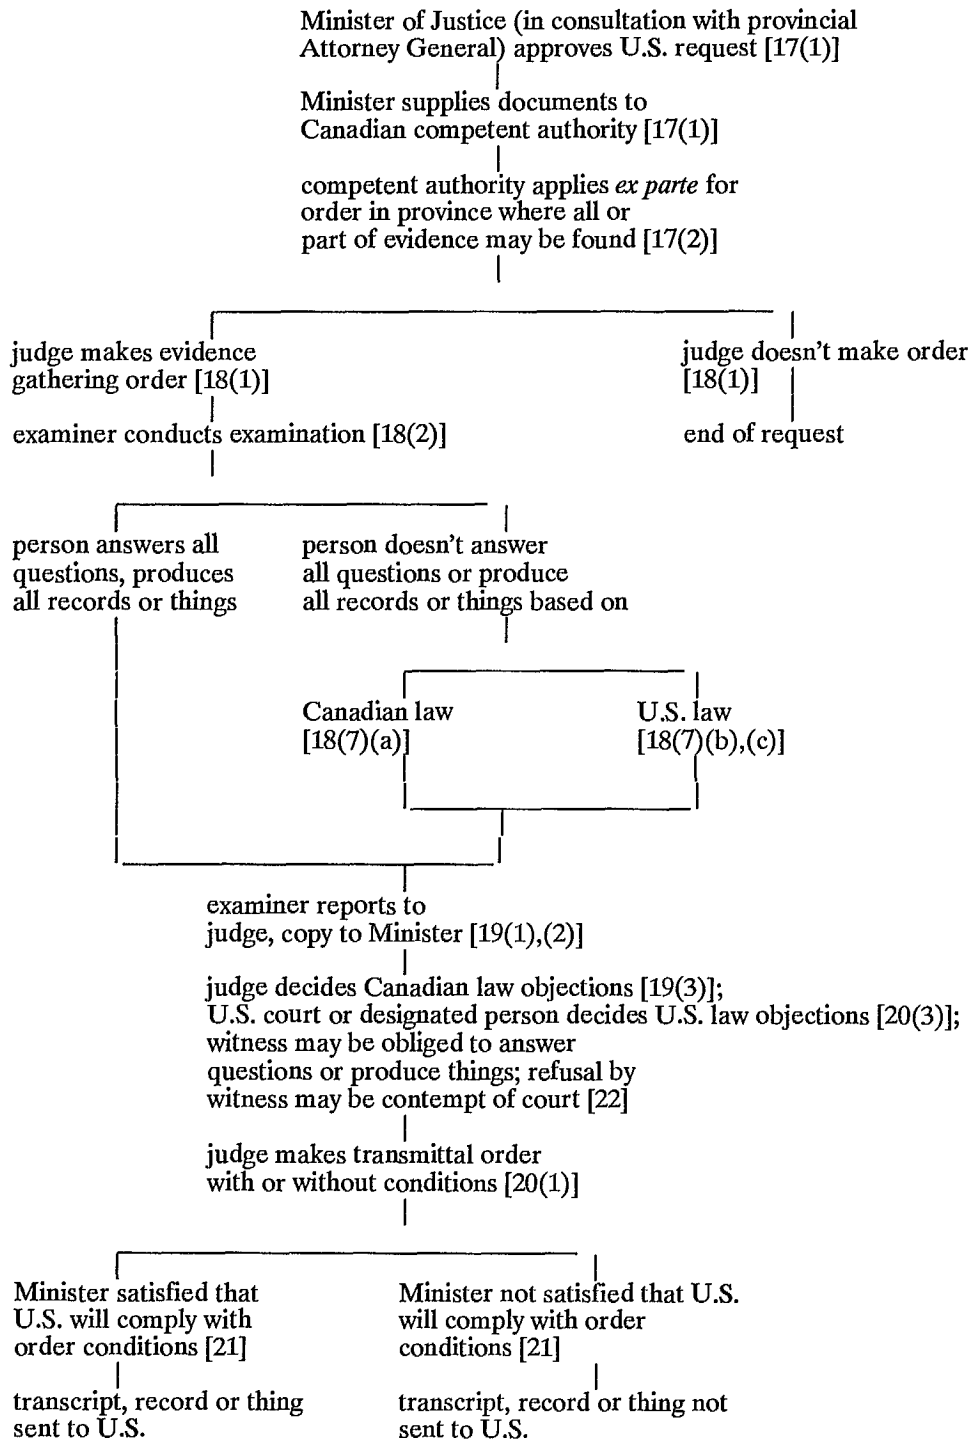 Minister of Justice (in consultation with provincial
Attorney General) approves U.S. request [17(1)]
Minister supplies documents to
Canadian competent authority [17(1)]
competent authority applies ex parte for
order in province where all or
part of evidence may be found [17(2)]
judge makes evidence
gathering order [18(1)]
judge doesn't make order
[18(1)]
examiner conducts examination [18(2)]
end of request
person answers all
questions, produces
all records or things
person doesn't answer
all questions or produce
all records or things based on
Canadian law
[18(7)(a)]
U.S. law
[18(7)(b),(c)]
examiner reports to
judge, copy to Minister [19(1),(2)]
judge decides Canadian law objections [19(3)];
U.S. court or designated person decides U.S. law objections [20(3)];
witness may be obliged to answer
questions or produce things; refusal by
witness may be contempt of court [22]
judge makes transmittal order
with or without conditions [20(1)]
Minister satisfied that
U.S. will comply with
order conditions [21]
Minister not satisfied that U.S.
will comply with order
conditions [21]
transcript, record or thing
sent to U.S.
transcript, record or thing not
sent to U.S.